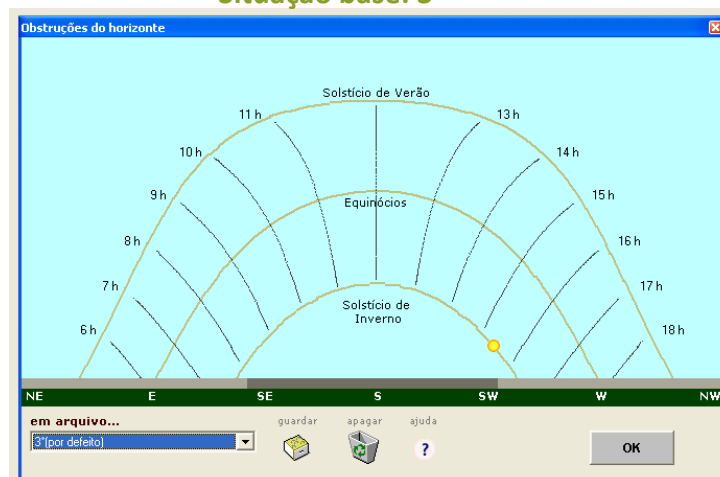 Situação base: 3°
Obstruções do horizonte
Solstício de Verão
11 h
13 h
10 h
14 h
9 h
Equinócios
15 h
8 h
16 h
7 h
17 h
Solstício de
Inverno
6 h
18 h
NE E SE S SW W NW
em arquivo... guardar apagar ajuda
3°(por defeito)
?
OK